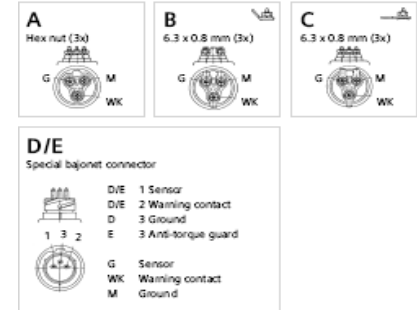 A
Hex nut (3x)
G
M
WK
B
6.3 x 0.8 mm (3x)
G
M
WK
C
6.3 x 0.8 mm (3x)
G
M
WK
D/E
Special bajonet connector
1 3 2
D/E 1 Sensor
D/E 2 Warning contact
D 3 Ground
E 3 Anti-torque guard
G Sensor
WK Warning contact
M Ground